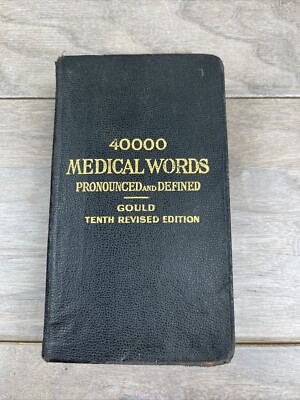 40000
MEDICAL WORDS
PRONOUNCED AND DEFINED
GOULD
TENTH REVISED EDITION